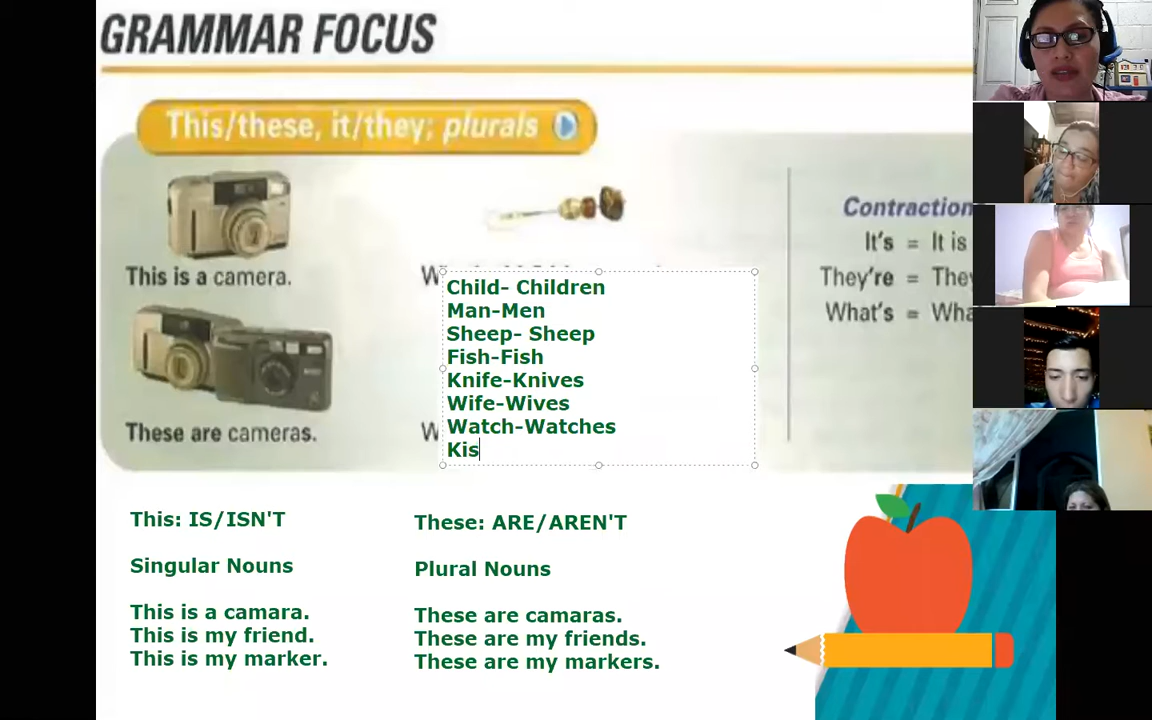 GRAMMAR FOCUS
This/these, it/they; plurals
This is a camera.
These are cameras.
Child- Children
Man-Men
Sheep- Sheep
Fish-Fish
Knife-Knives
Wife-Wives
Watch-Watches
Kis
Contraction
It's = It is
They're = They
What's =
This: IS/ISN'T
Singular Nouns
This is a camara.
This is my friend.
This is my marker.
These: ARE/AREN'T
Plural Nouns
These are camaras.
These are my friends.
These are my markers.